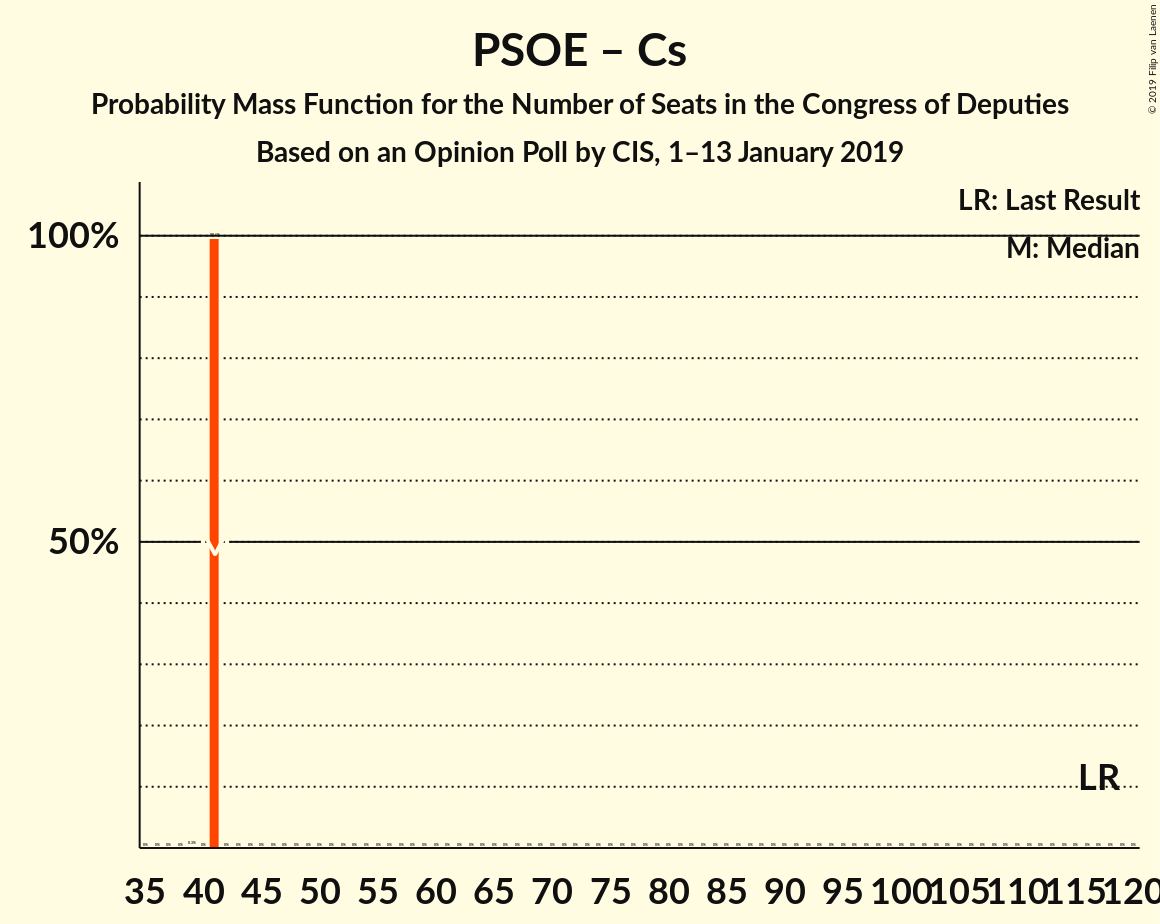 PSOE – Cs
Probability Mass Function for the Number of Seats in the Congress of Deputies
Based on an Opinion Poll by CIS, 1–13 January 2019
© 2019 Filip van Laenen
LR: Last Result
M: Median
100%
50%
M
LR
35 40 45 50 55 60 65 70 75 80 85 90 95 100 105 110 115 120